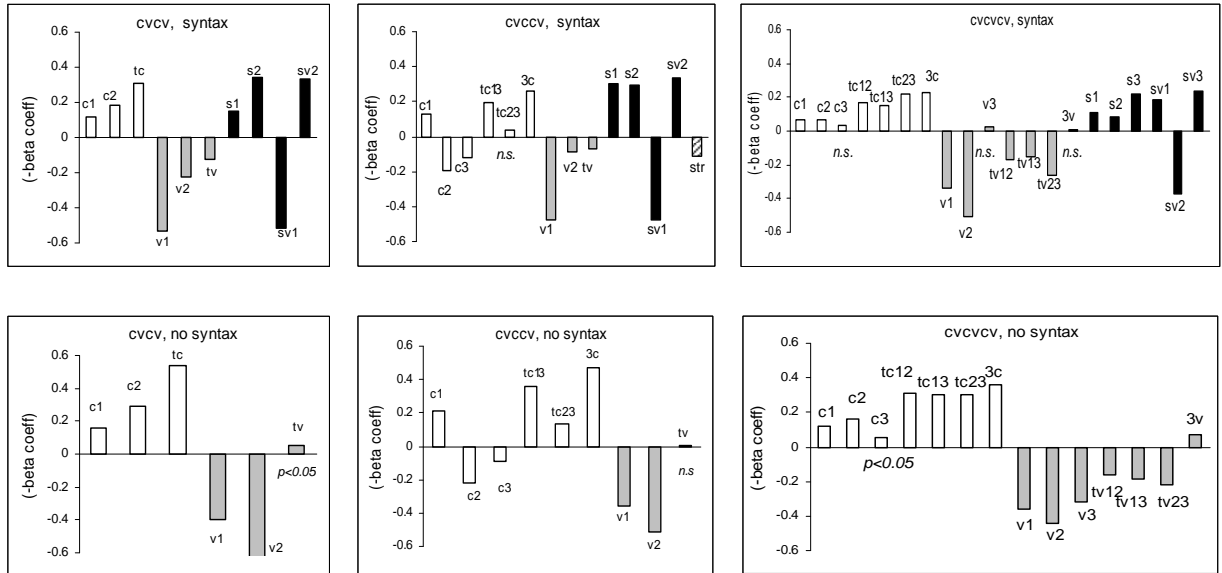 cvcv, syntax
(-beta coeff)
0.6
0.4
0.2
0
-0.2
-0.4
-0.6
c1
c2
tc
v1
v2
tv
s1
s2
sv1
sv2
cvccv, syntax
(-beta coeff)
0.6
0.4
0.2
0
-0.2
-0.4
-0.6
c1
c2
c3
tc13
tc23
n.s.
3c
v1
v2
tv
s1
s2
sv1
sv2
str
cvcvcv, syntax
(-beta coeff)
0.6
0.4
0.2
0
-0.2
-0.4
-0.6
c1
c2
c3
n.s.
tc12
tc13
tc23
3c
v1
v2
v3
n.s.
tv12
tv13
tv23
3v
n.s.
s1
s2
s3
sv1
sv2
sv3
cvcv, no syntax
(-beta coeff)
0.6
0.4
0.2
0
-0.2
-0.4
-0.6
c1
c2
tc
v1
v2
tv
p<0.05
cvccv, no syntax
(-beta coeff)
0.6
0.4
0.2
0
-0.2
-0.4
-0.6
c1
c2
c3
tc13
tc23
3c
v1
v2
tv
n.s
cvcvcv, no syntax
(-beta coeff)
0.6
0.4
0.2
0
-0.2
-0.4
-0.6
c1
c2
c3
p<0.05
tc12
tc13
tc23
3c
v1
v2
v3
tv12
tv13
tv23
3v